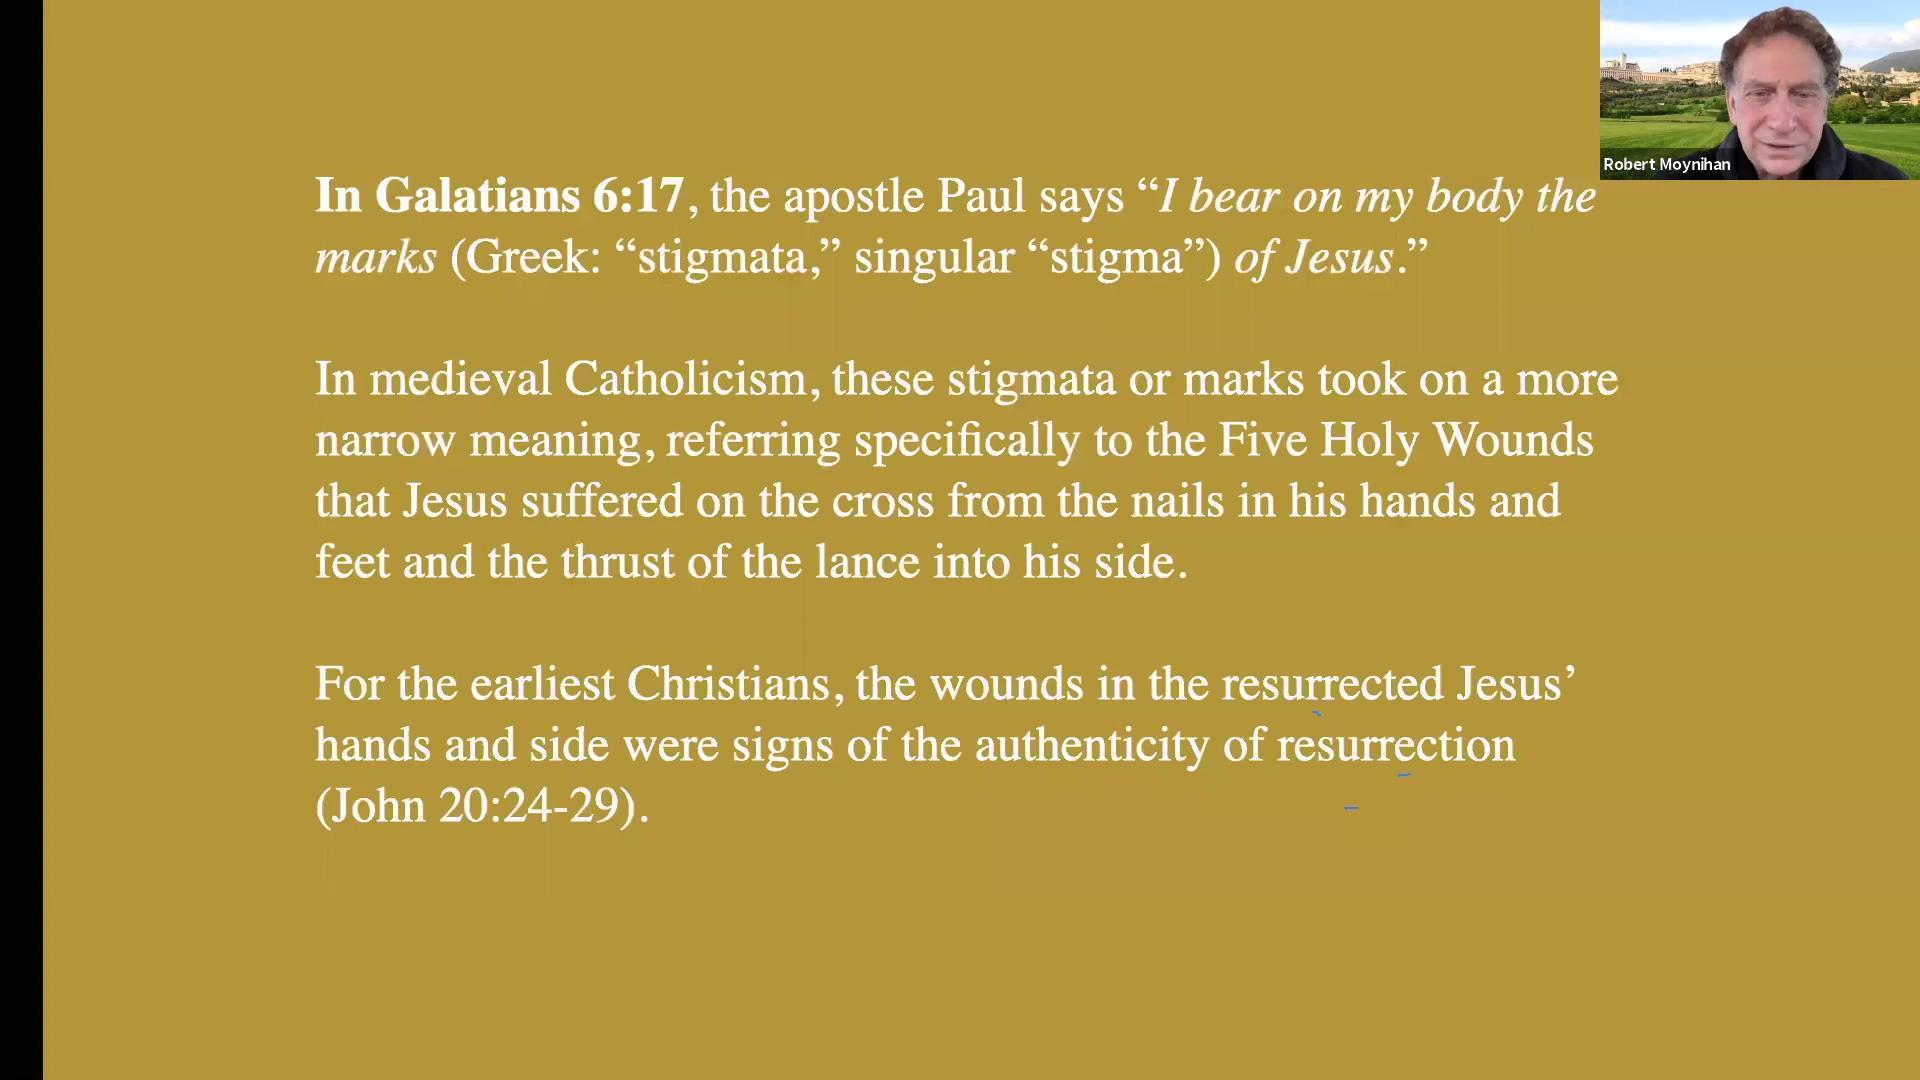 Robert Moynihan
In Galatians 6:17, the apostle Paul says “I bear on my body the
marks (Greek: “stigmata,” singular “stigma”) of Jesus.”
In medieval Catholicism, these stigmata or marks took on a more
narrow meaning, referring specifically to the Five Holy Wounds
that Jesus suffered on the cross from the nails in his hands and
feet and the thrust of the lance into his side.
For the earliest Christians, the wounds in the resurrected Jesus’
hands and side were signs of the authenticity of resurrection
(John 20:24-29).